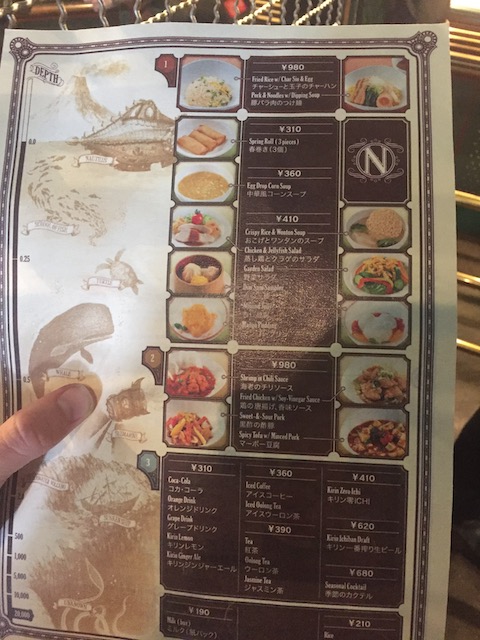 DEPTH
0.0
NAUTILUS
SCHOOL OF FISH
0.25
TURTLE
0.5
WHALE
500
1,000
5,000
10,000
20,000
1
¥980
Fried Rice w/ Char Siu & Egg
チャーシューと玉子のチャーハン
Pork & Noodles w/ Dipping Soup
豚バラ肉のつけ麺
¥310
Spring Roll (3 pieces)
春巻き(3個)
N
¥360
Egg Drop Corn Soup
中華風コーンスープ
¥410
Crispy Rice & Wonton Soup
おこげとワンタンのスープ
Chicken & Jellyfish Salad
蒸し鶏とクラゲのサラダ
Garden Salad
野菜サラダ
Dim Sum Sampler
Mango Pudding
2
¥980
Shrimp in Chili Sauce
海老のチリソース
Fried Chicken w/ Soy-Vinegar Sauce
鶏の唐揚げ、香味ソース
Sweet-&-Sour Pork
黒酢の酢豚
Spicy Tofu w/ Minced Pork
マーボー豆腐
3
¥310
Coca-Cola
コカ・コーラ
Orange Drink
オレンジドリンク
Grape Drink
グレープドリンク
Kirin Lemon
キリンレモン
Kirin Ginger Ale
キリンジンジャーエール
¥360
Iced Coffee
アイスコーヒー
Iced Oolong Tea
アイスウーロン茶
¥390
Tea
紅茶
Oolong Tea
ウーロン茶
Jasmine Tea
ジャスミン茶
¥410
Kirin Zero Ichi
キリン零ICHI
¥620
Kirin Ichiban Draft
キリン一番搾り生ビール
¥680
Seasonal Cocktail
季節のカクテル
¥190
Milk (box)
ミルク(紙パック)
¥210
Rice